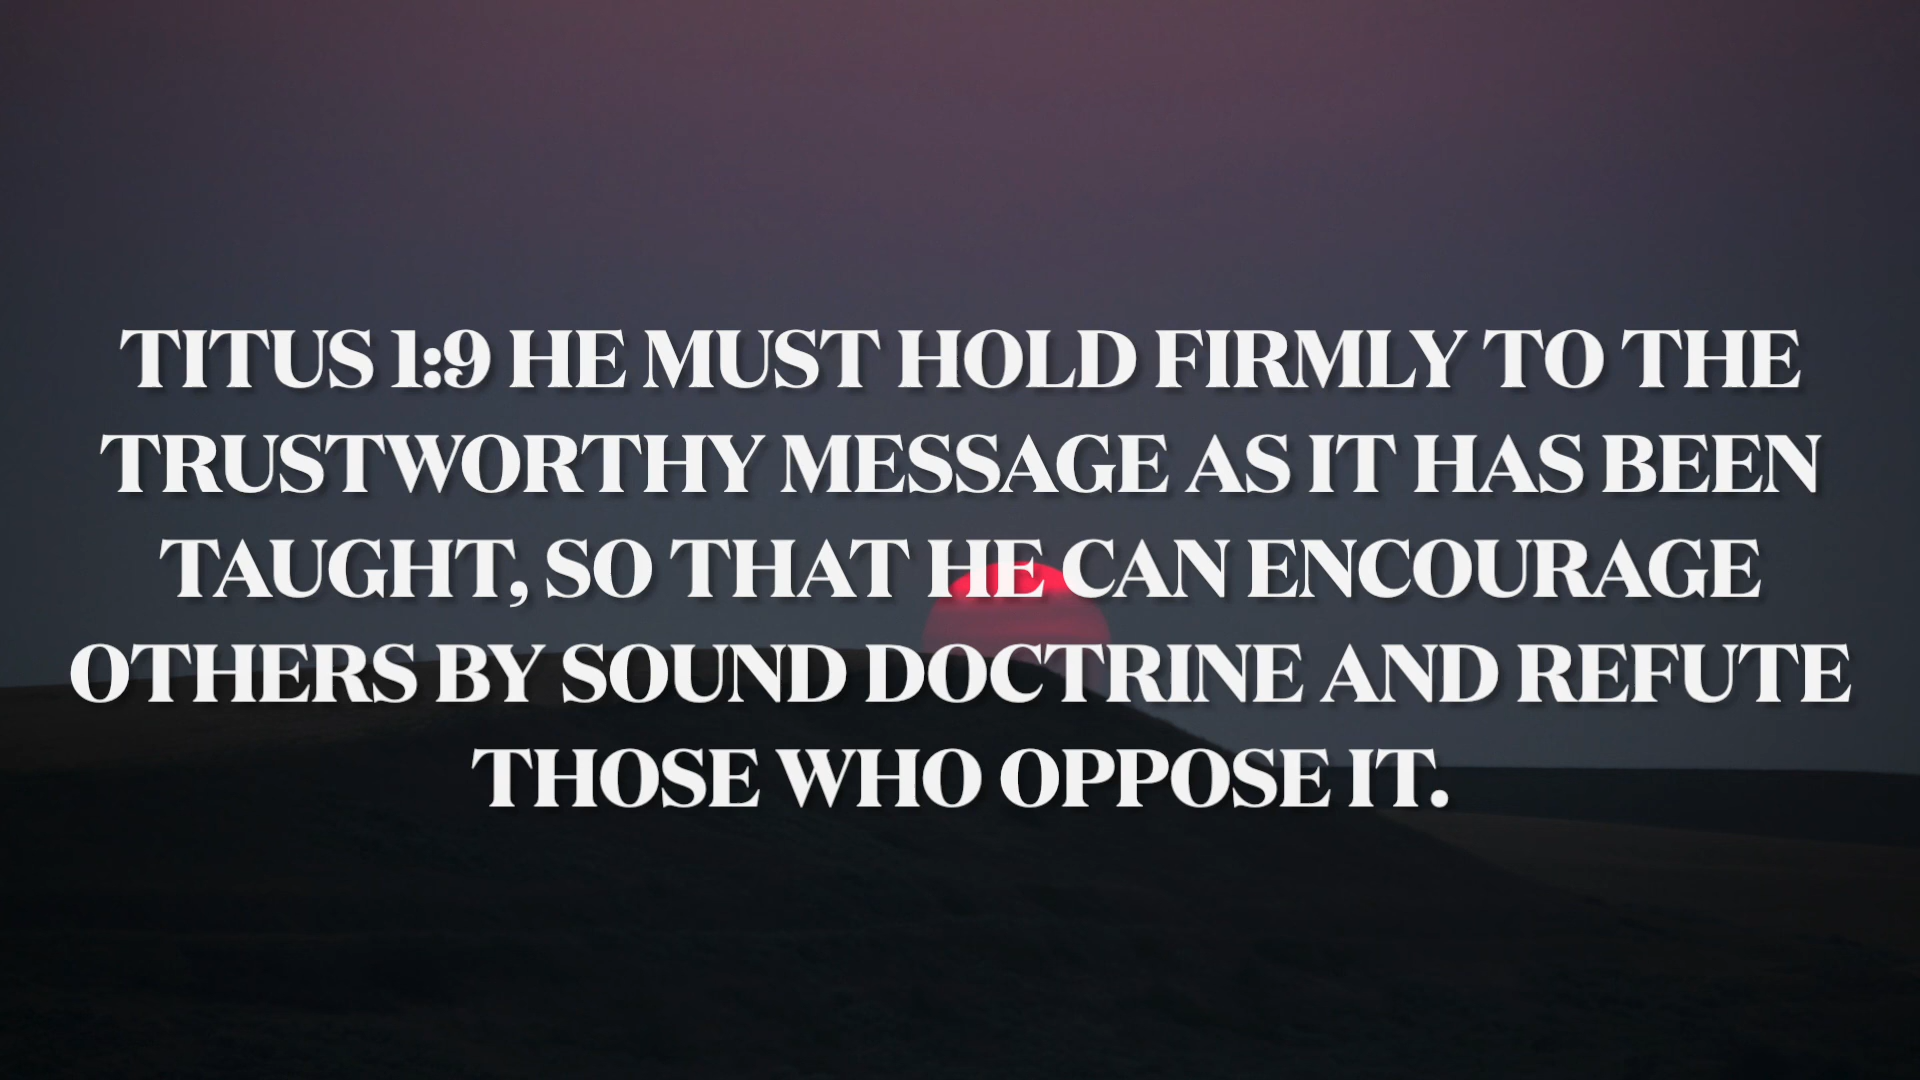 TITUS 1:9 HE MUST HOLD FIRMLY TO THE
TRUSTWORTHY MESSAGE AS IT HAS BEEN
TAUGHT, SO THAT HE CAN ENCOURAGE
OTHERS BY SOUND DOCTRINE AND REFUTE
THOSE WHO OPPOSE IT.